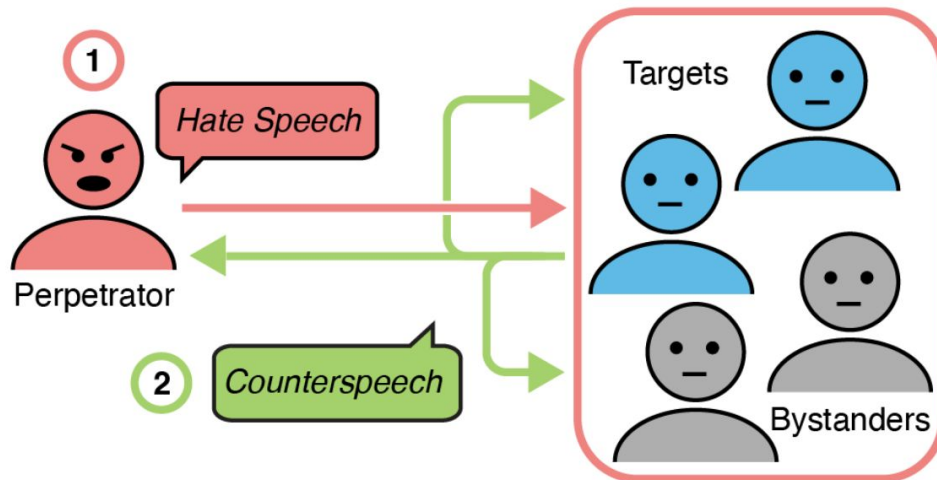 1
Hate Speech
Targets
Perpetrator
2
Counterspeech
Bystanders